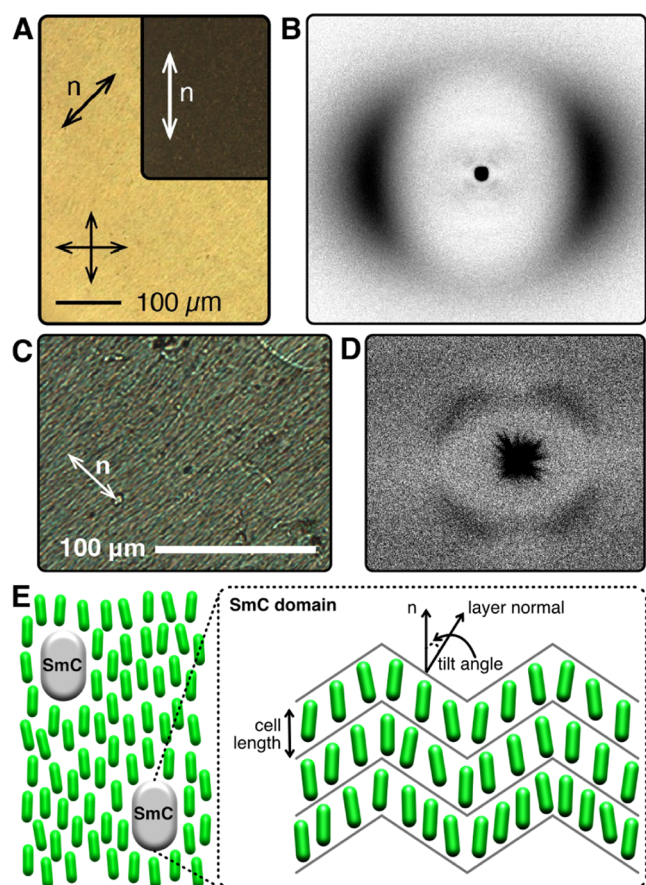 A
n
n
100 µm
B
C
n
100 µm
D
E
SmC
SmC
SmC domain
n
layer normal
tilt angle
cell
length